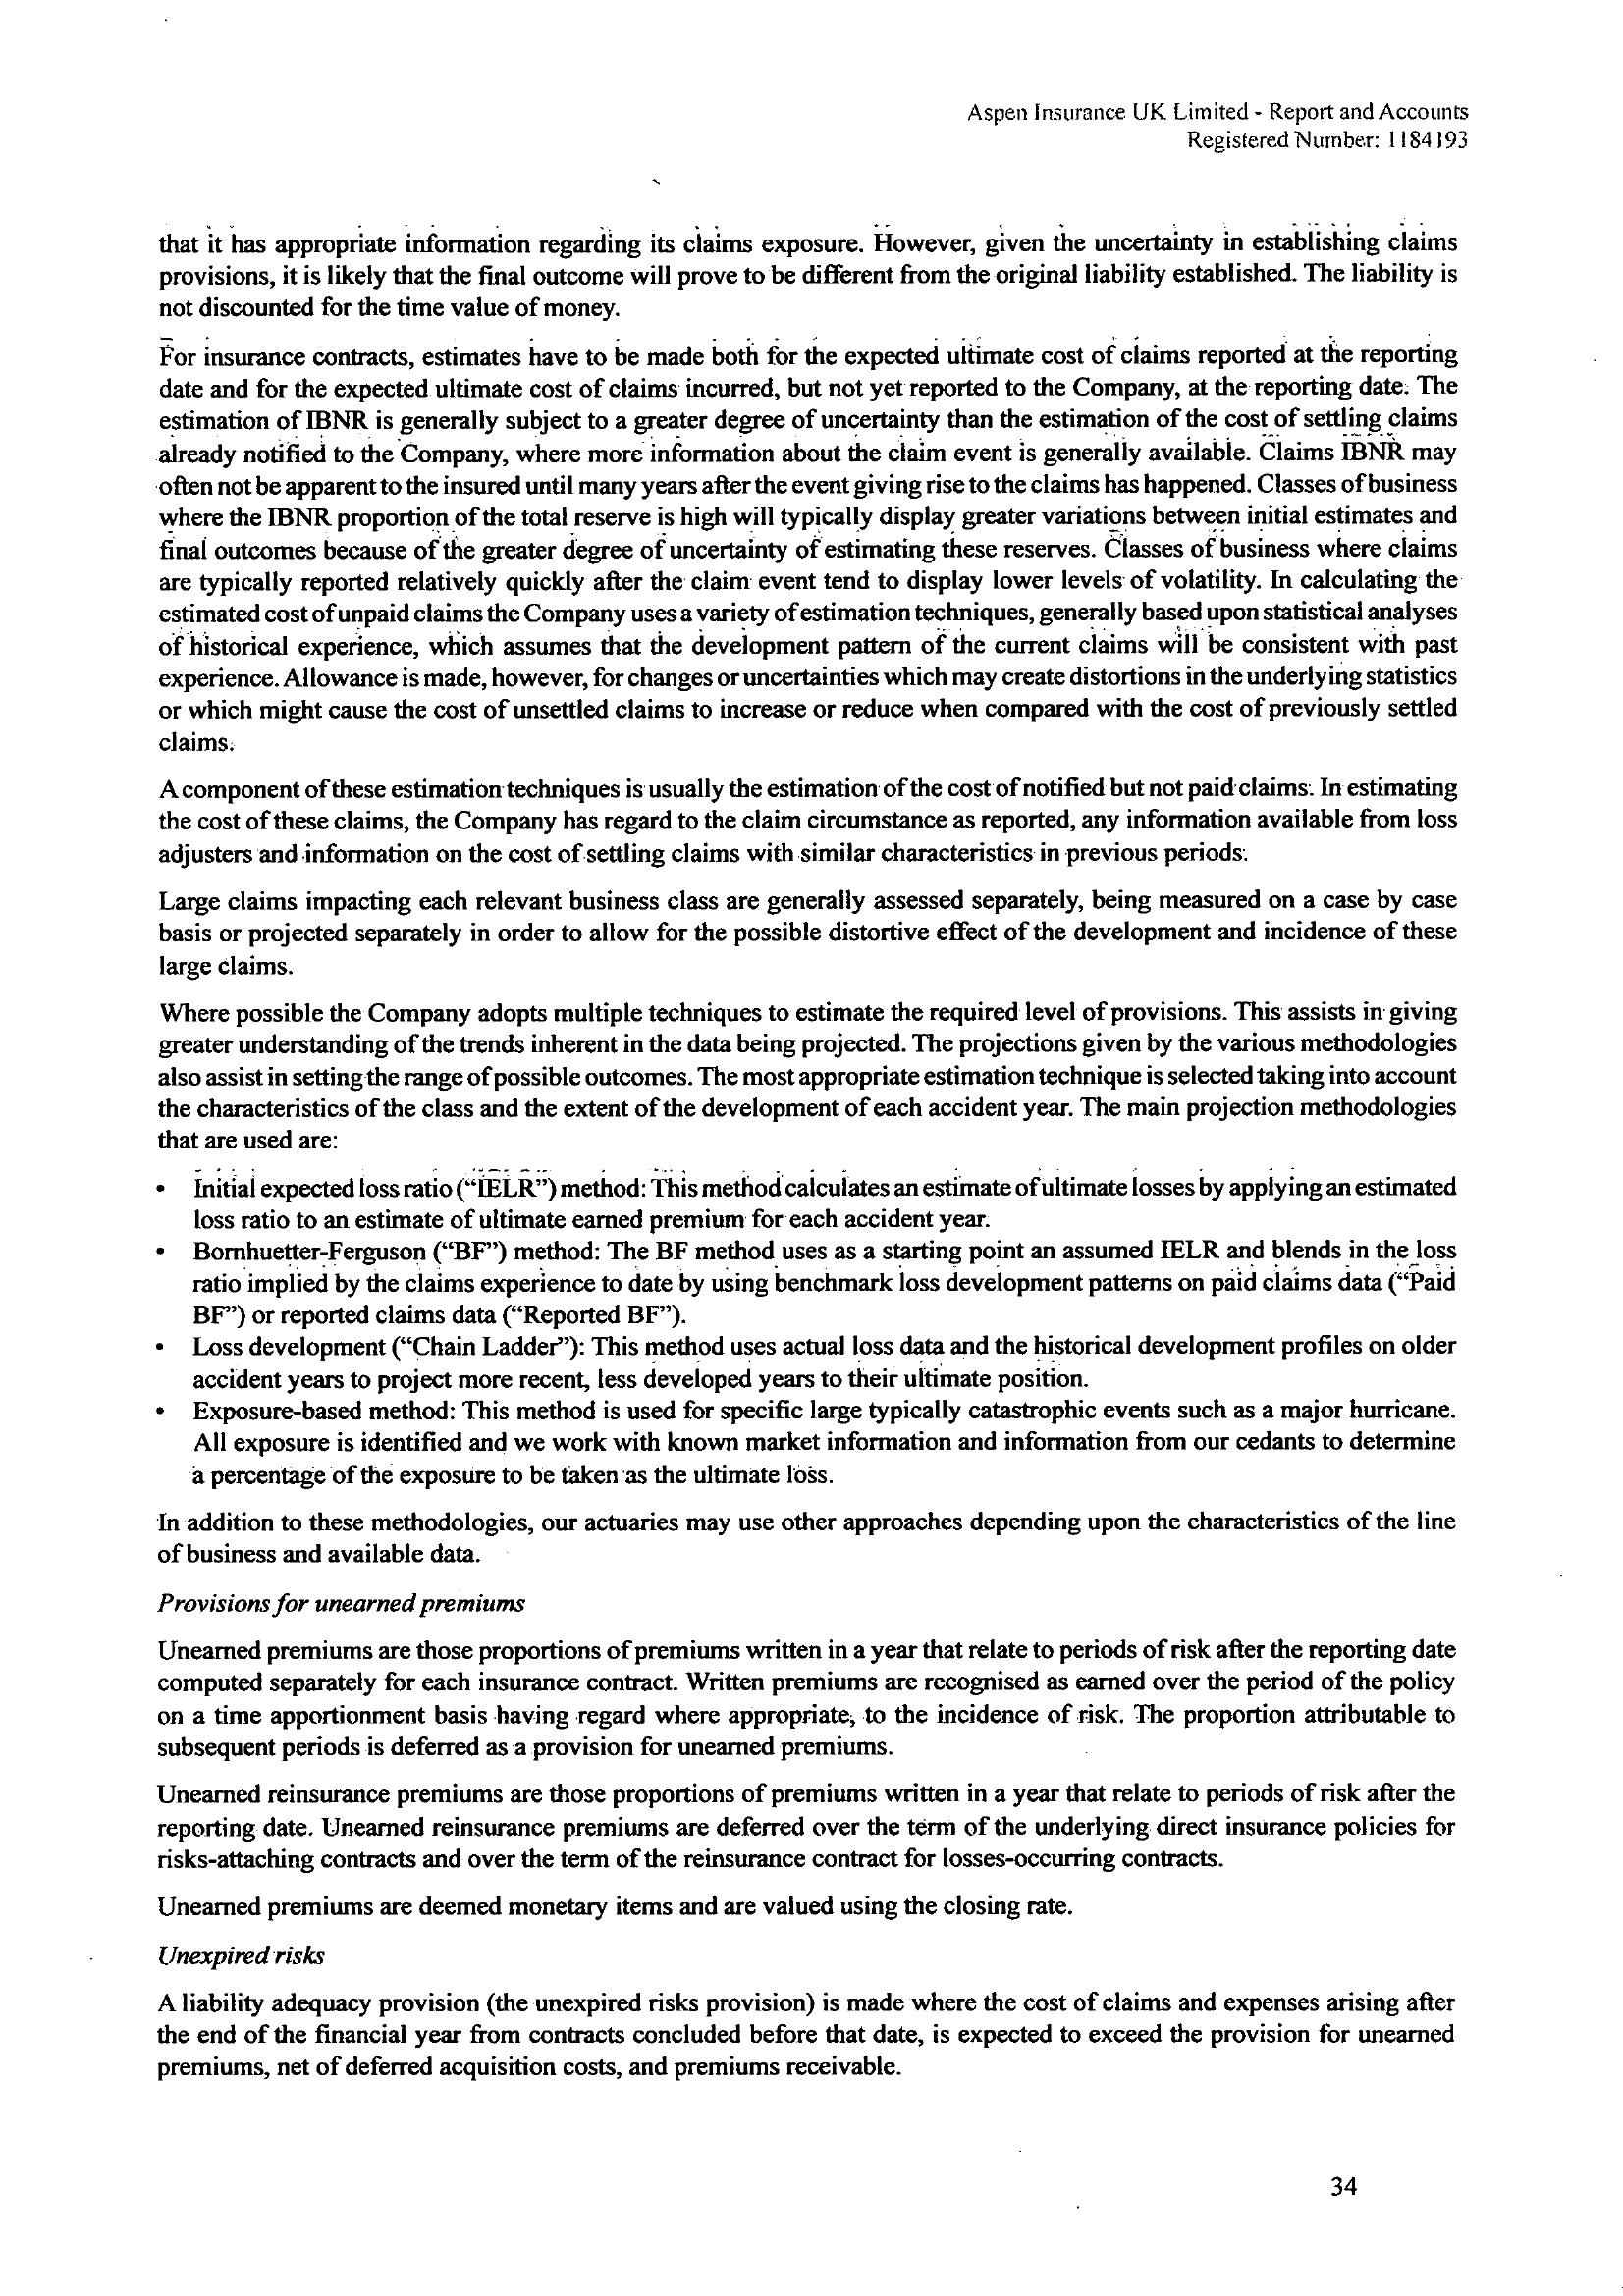 Aspen Insurance UK Limited - Report and Accounts
Registered Number: 1184193
that it has appropriate information regarding its claims exposure. However, given the uncertainty in establishing claims
provisions, it is likely that the final outcome will prove to be different from the original liability established. The liability is
not discounted for the time value of money.
For insurance contracts, estimates have to be made both for the expected ultimate cost of claims reported at the reporting
date and for the expected ultimate cost of claims incurred, but not yet reported to the Company, at the reporting date. The
estimation of IBNR is generally subject to a greater degree of uncertainty than the estimation of the cost of settling claims
already notified to the Company, where more information about the claim event is generally available. Claims IBNR may
often not be apparent to the insured until many years after the event giving rise to the claims has happened. Classes of business
where the IBNR proportion of the total reserve is high will typically display greater variations between initial estimates and
final outcomes because of the greater degree of uncertainty of estimating these reserves. Classes of business where claims
are typically reported relatively quickly after the claim event tend to display lower levels of volatility. In calculating the
estimated cost of unpaid claims the Company uses a variety of estimation techniques, generally based upon statistical analyses
of historical experience, which assumes that the development pattern of the current claims will be consistent with past
experience. Allowance is made, however, for changes or uncertainties which may create distortions in the underlying statistics
or which might cause the cost of unsettled claims to increase or reduce when compared with the cost of previously settled
claims.
A component of these estimation techniques is usually the estimation of the cost of notified but not paid claims. In estimating
the cost of these claims, the Company has regard to the claim circumstance as reported, any information available from loss
adjusters and information on the cost of settling claims with similar characteristics in previous periods.
Large claims impacting each relevant business class are generally assessed separately, being measured on a case by case
basis or projected separately in order to allow for the possible distortive effect of the development and incidence of these
large claims.
Where possible the Company adopts multiple techniques to estimate the required level of provisions. This assists in giving
greater understanding of the trends inherent in the data being projected. The projections given by the various methodologies
also assist in setting the range of possible outcomes. The most appropriate estimation technique is selected taking into account
the characteristics of the class and the extent of the development of each accident year. The main projection methodologies
that are used are:
• Initial expected loss ratio (“IELR”) method: This method calculates an estimate of ultimate losses by applying an estimated
loss ratio to an estimate of ultimate earned premium for each accident year.
• Bornhuetter-Ferguson (“BF”) method: The BF method uses as a starting point an assumed IELR and blends in the loss
ratio implied by the claims experience to date by using benchmark loss development patterns on paid claims data (“Paid
BF”) or reported claims data (“Reported BF”).
• Loss development (“Chain Ladder”): This method uses actual loss data and the historical development profiles on older
accident years to project more recent, less developed years to their ultimate position.
• Exposure-based method: This method is used for specific large typically catastrophic events such as a major hurricane.
All exposure is identified and we work with known market information and information from our cedants to determine
a percentage of the exposure to be taken as the ultimate loss.
In addition to these methodologies, our actuaries may use other approaches depending upon the characteristics of the line
of business and available data.
Provisions for unearned premiums
Unearned premiums are those proportions of premiums written in a year that relate to periods of risk after the reporting date
computed separately for each insurance contract. Written premiums are recognised as earned over the period of the policy
on a time apportionment basis having regard where appropriate, to the incidence of risk. The proportion attributable to
subsequent periods is deferred as a provision for unearned premiums.
Unearned reinsurance premiums are those proportions of premiums written in a year that relate to periods of risk after the
reporting date. Unearned reinsurance premiums are deferred over the term of the underlying direct insurance policies for
risks-attaching contracts and over the term of the reinsurance contract for losses-occurring contracts.
Unearned premiums are deemed monetary items and are valued using the closing rate.
Unexpired risks
A liability adequacy provision (the unexpired risks provision) is made where the cost of claims and expenses arising after
the end of the financial year from contracts concluded before that date, is expected to exceed the provision for unearned
premiums, net of deferred acquisition costs, and premiums receivable.
34